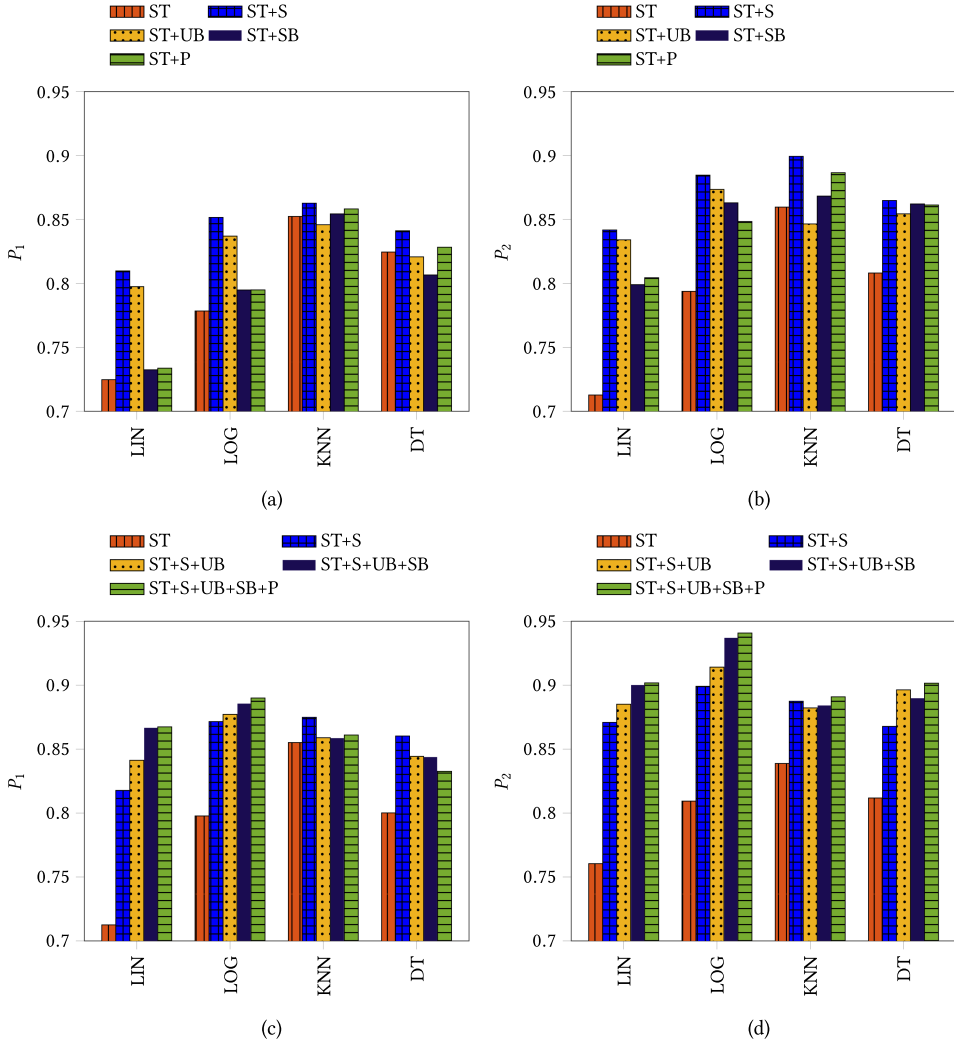 ST ST+S
ST+UB ST+SB
ST+P
0.95
0.9
0.85
0.8
0.75
0.7
P1
LIN
LOG
KNN
DT
(a)
ST ST+S
ST+UB ST+SB
ST+P
0.95
0.9
0.85
0.8
0.75
0.7
P2
LIN
LOG
KNN
DT
(b)
ST ST+S
ST+S+UB ST+S+UB+SB
ST+S+UB+SB+P
0.95
0.9
0.85
0.8
0.75
0.7
P1
LIN
LOG
KNN
DT
(c)
ST ST+S
ST+S+UB ST+S+UB+SB
ST+S+UB+SB+P
0.95
0.9
0.85
0.8
0.75
0.7
P2
LIN
LOG
KNN
DT
(d)